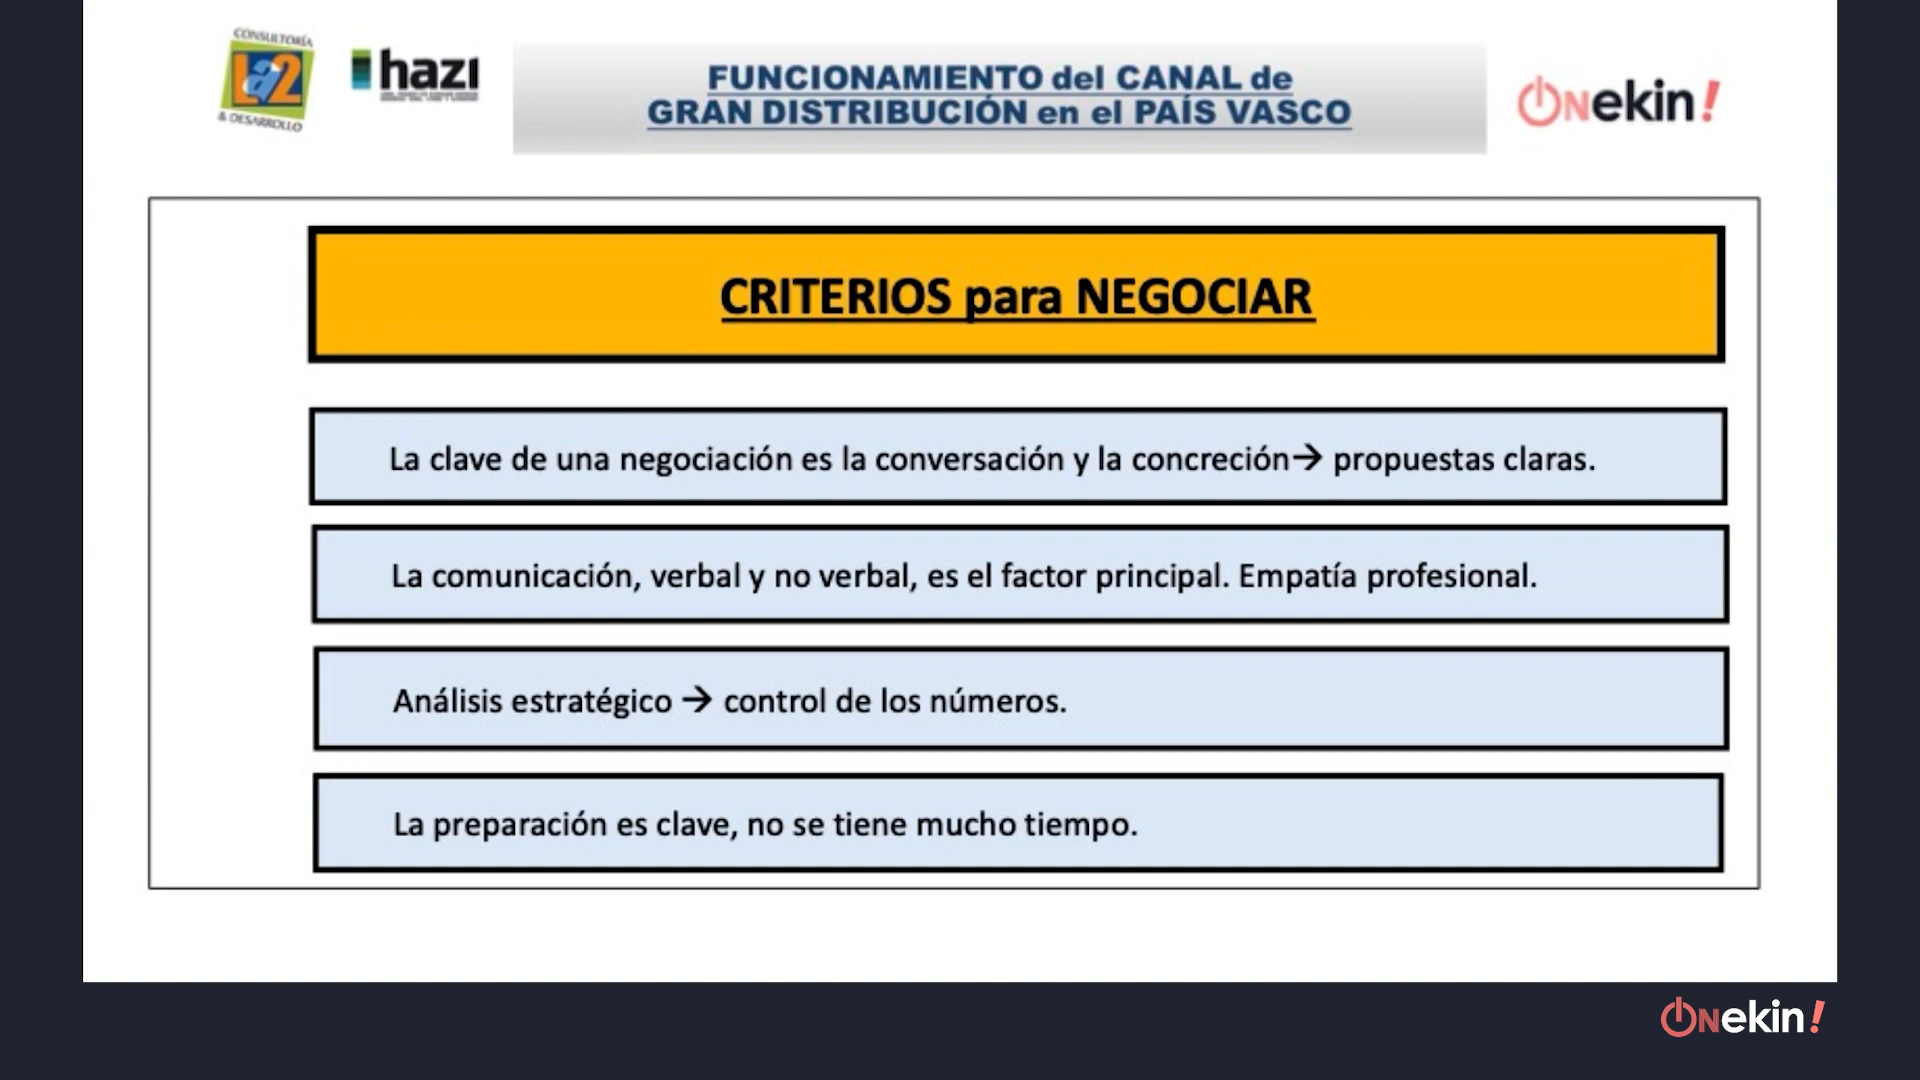 CONSULTORÍA
La2
& DESARROLLO
hazi
FUNCIONAMIENTO del CANAL de
GRAN DISTRIBUCIÓN en el PAÍS VASCO
ONekin!
CRITERIOS para NEGOCIAR
La clave de una negociación es la conversación y la concreción→ propuestas claras.
La comunicación, verbal y no verbal, es el factor principal. Empatía profesional.
Análisis estratégico → control de los números.
La preparación es clave, no se tiene mucho tiempo.
ONekin!